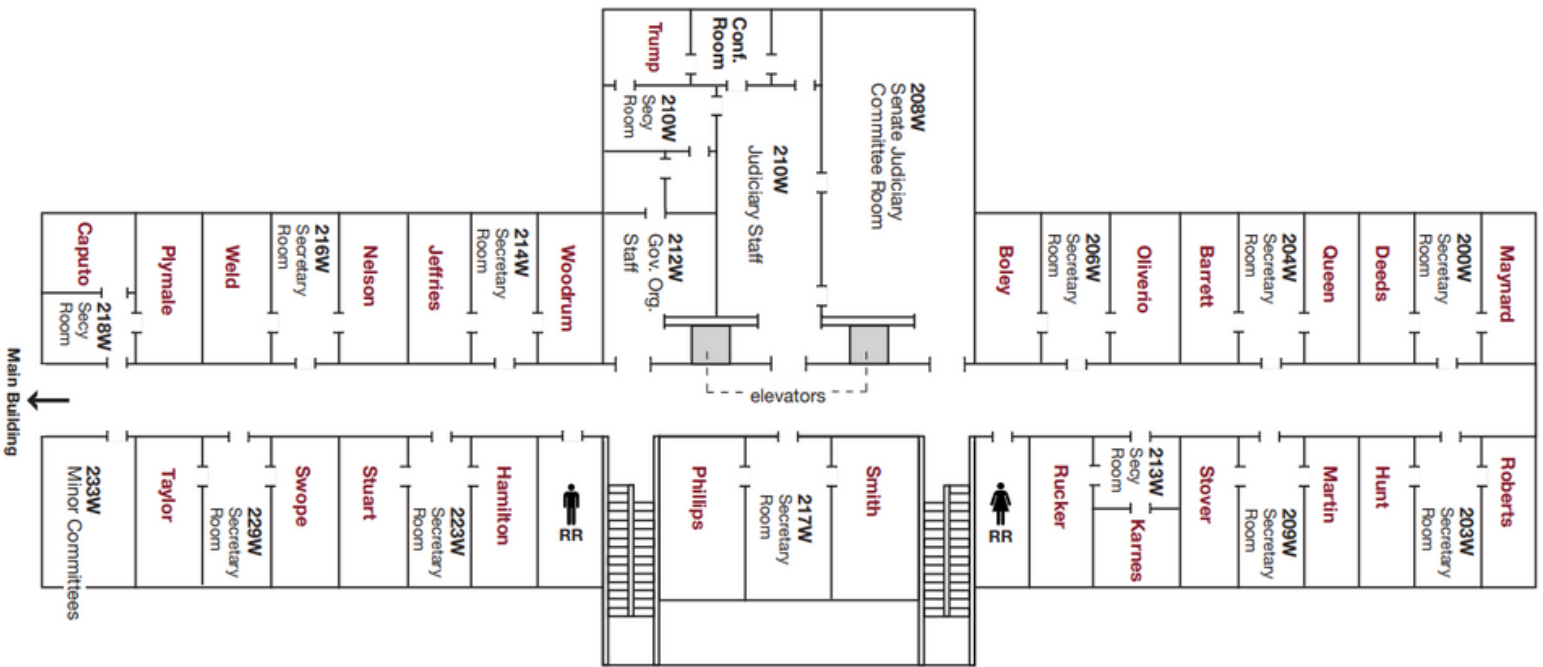 Trump
Conf.
Room
208W
Senate Judiciary
Committee Room
210W
Secy
Room
210W
Judiciary Staff
212W
Gov. Org.
Staff
Caputo
218W
Secy
Room
Plymale
Weld
216W
Secretary
Room
Nelson
Jeffries
214W
Secretary
Room
Woodrum
Boley
206W
Secretary
Room
Oliverio
Barrett
204W
Secretary
Room
Queen
Deeds
200W
Secretary
Room
Maynard
elevators
Main Building
233W
Minor Committees
Taylor
229W
Secretary
Room
Swope
Stuart
223W
Secretary
Room
Hamilton
RR
Phillips
217W
Secretary
Room
Smith
RR
Rucker
213W
Secy
Room
Karnes
Stover
209W
Secretary
Room
Martin
Hunt
203W
Secretary
Room
Roberts